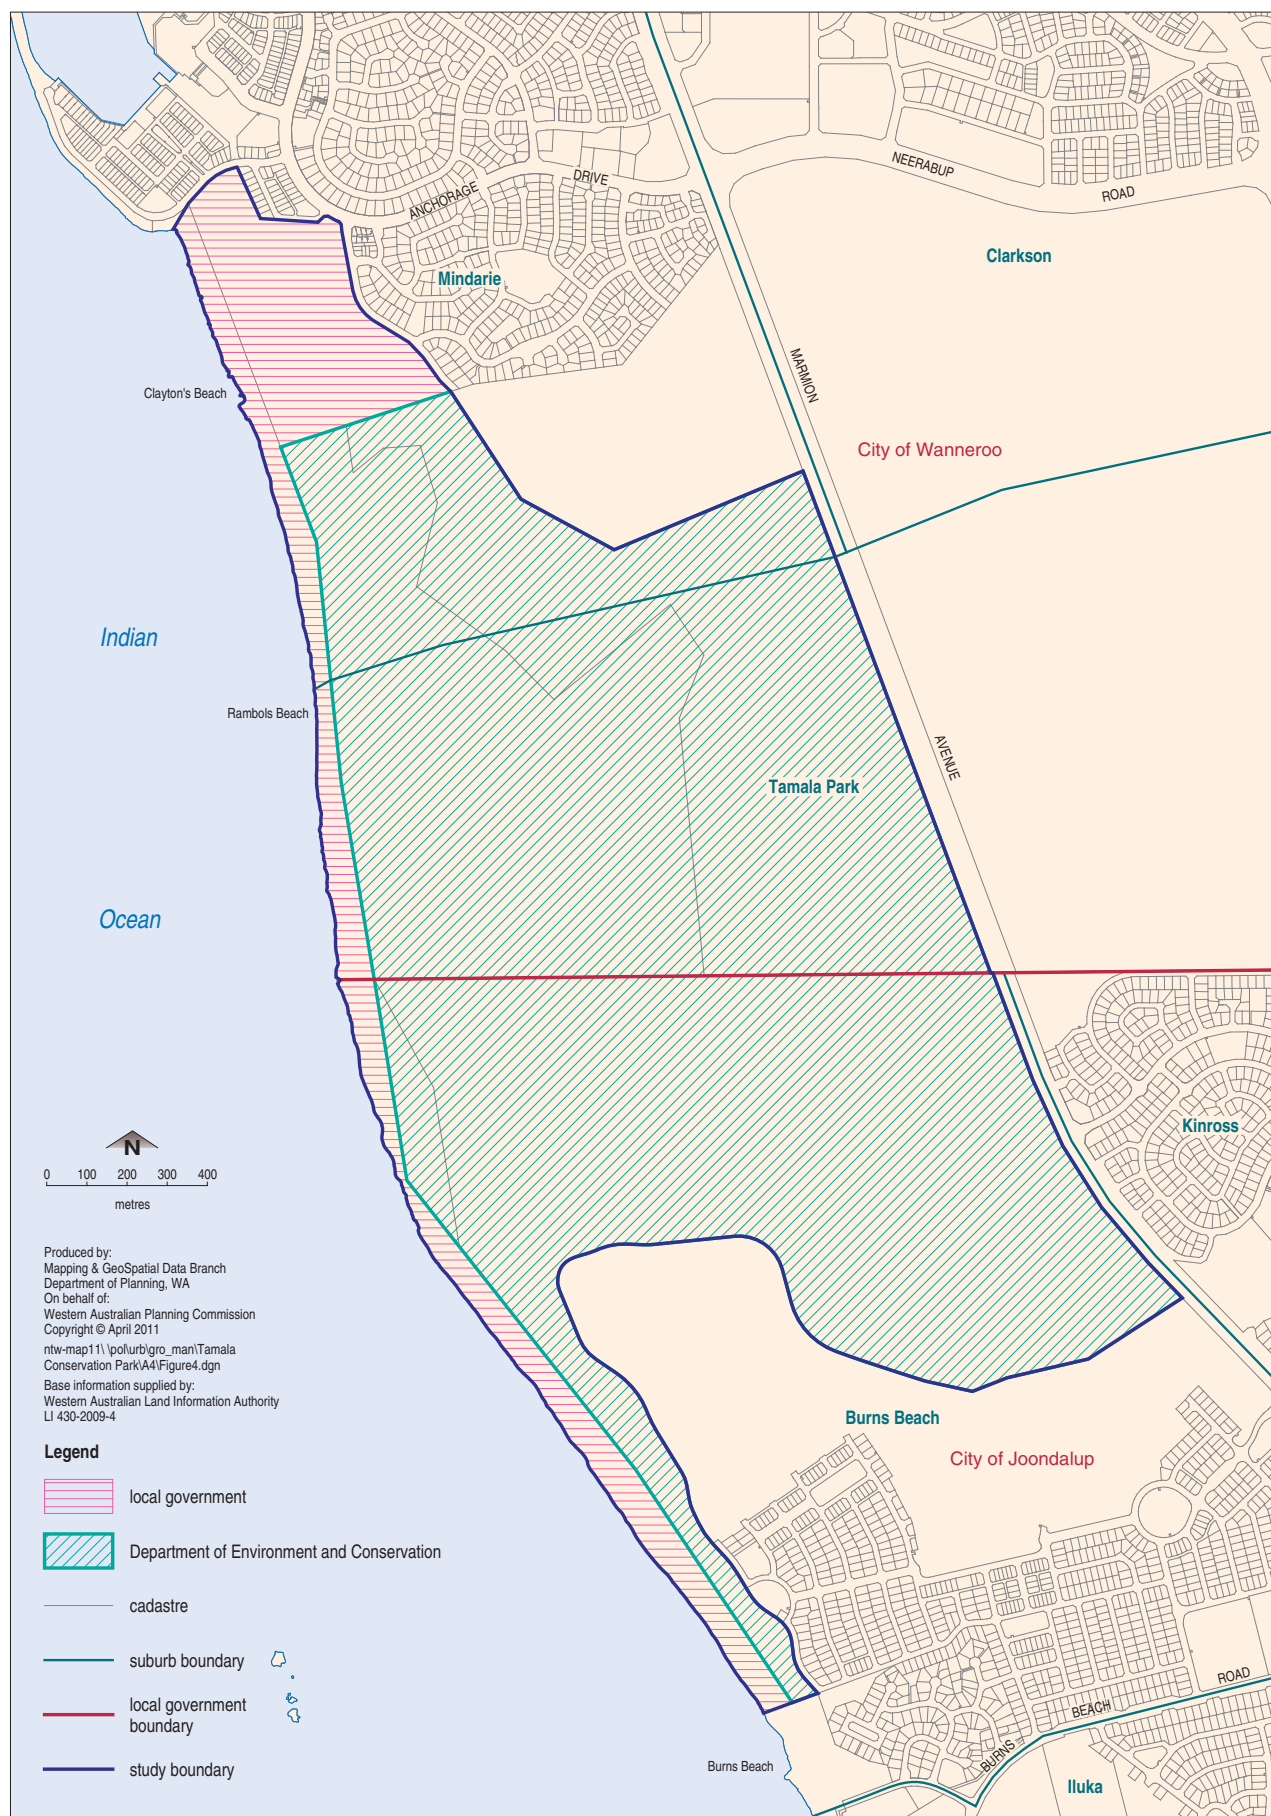 NEERABUP
ROAD
DRIVE
ANCHORAGE
Clarkson
Mindarie
MARMION
Clayton's Beach
City of Wanneroo
Indian
Rambols Beach
AVENUE
Tamala Park
Ocean
Kinross
N
0 100 200 300 400
metres
Produced by:
Mapping & GeoSpatial Data Branch
Department of Planning, WA
On behalf of:
Western Australian Planning Commission
Copyright © April 2011
ntw-map11\ \pol\urb\gro_man\Tamala
Conservation Park\A4\Figure4.dgn
Base information supplied by:
Western Australian Land Information Authority
LI 430-2009-4
Burns Beach
City of Joondalup
Legend
local government
Department of Environment and Conservation
cadastre
suburb boundary
local government
boundary
study boundary
ROAD
BEACH
BURNS
Burns Beach
Iluka